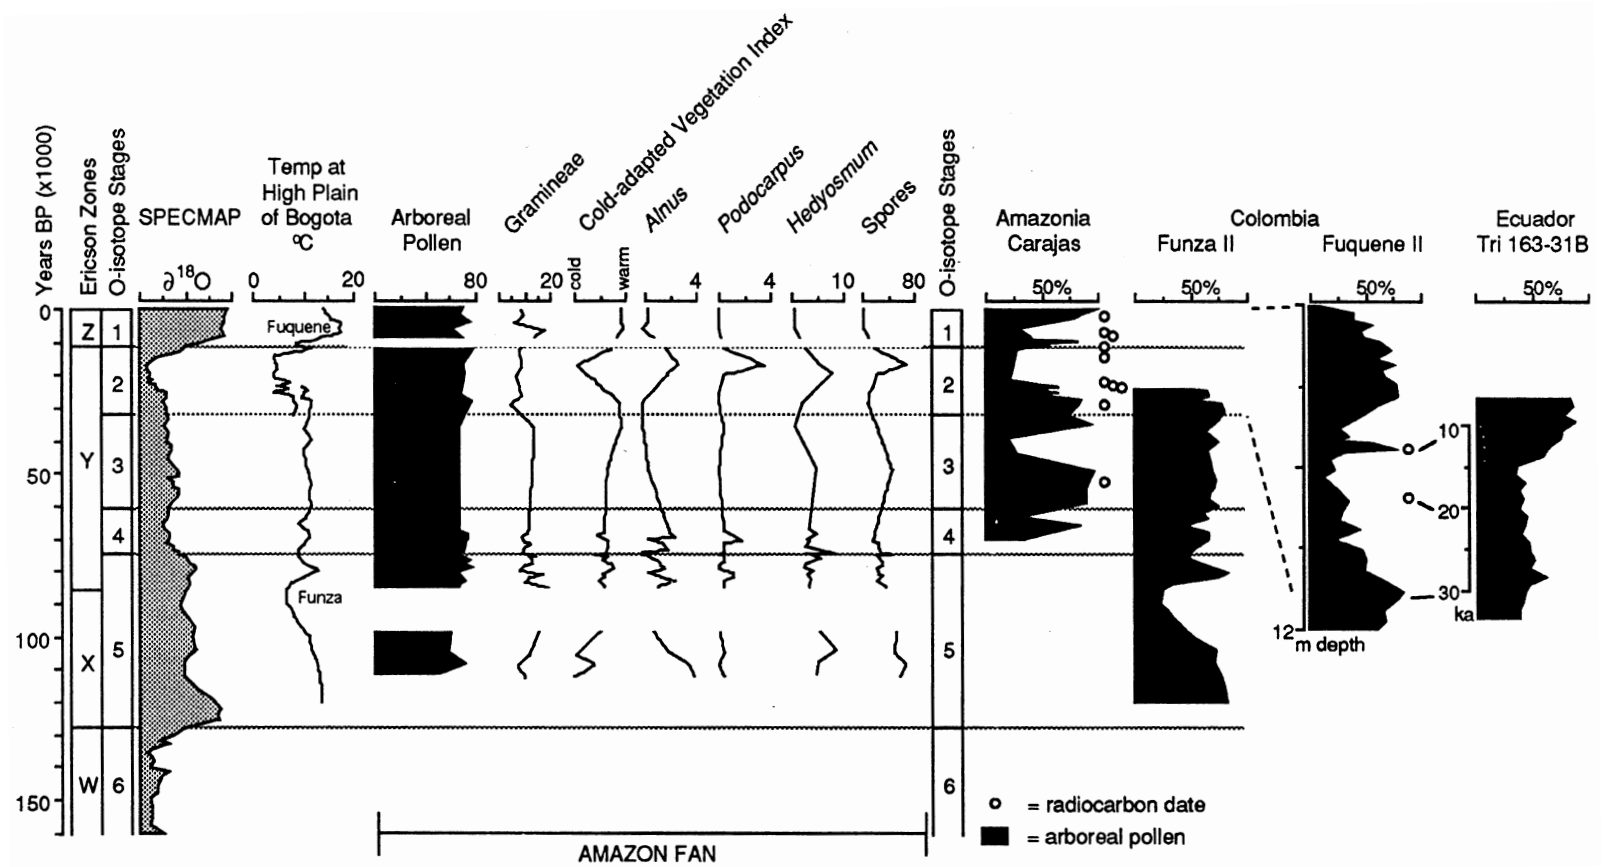 Years BP (x1000)
Ericson Zones
O-isotope Stages
SPECMAP
∂18O
Temp at
High Plain
of Bogota
ºC
0 20
Arboreal
Pollen
80
Gramineae
20
Cold-adapted Vegetation Index
cold
warm
Alnus
4
Podocarpus
4
Hedyosmum
10
Spores
80
O-isotope Stages
Amazonia
Carajas
50%
Colombia
Funza II
50%
Fuquene II
50%
Ecuador
Tri 163-31B
50%
0
50
100
150
Z
Y
X
W
1
2
3
4
5
6
Fuquene
Funza
1
2
3
4
5
6
12
m depth
10
20
30
ka
= radiocarbon date
= arboreal pollen
AMAZON FAN